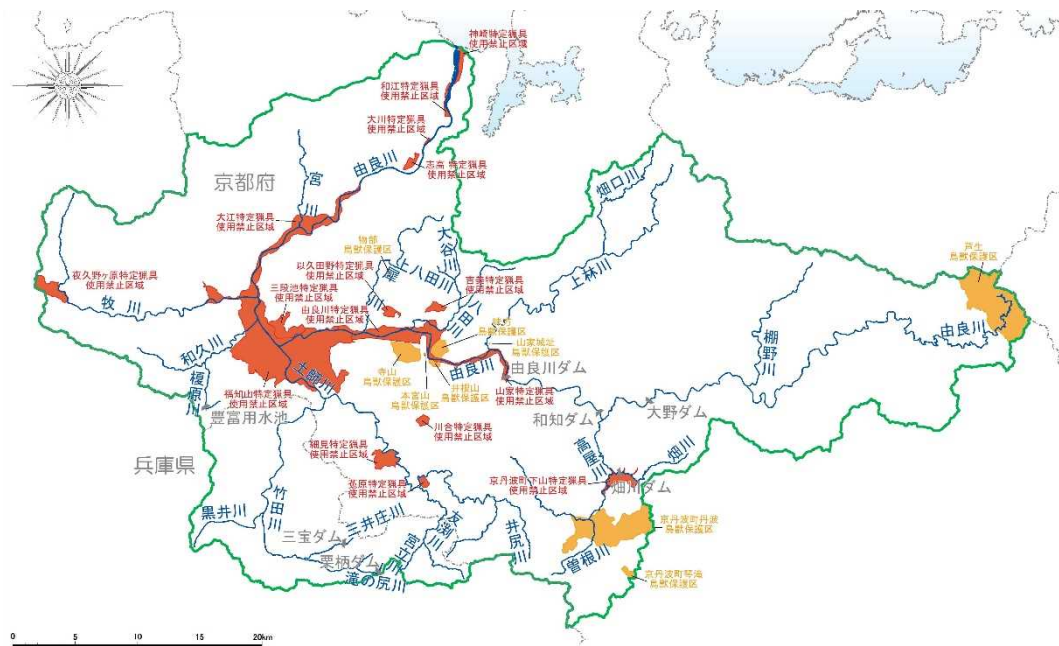 神崎特定猟具
使用禁止区域
和江特定猟具
使用禁止区域
大川特定猟具
使用禁止区域
志高 特定猟具
使用禁止区域
由良川
京都府
宮川
大江特定猟具
使用禁止区域
畑口川
物部
鳥獣保護区
大谷川
上八田川
犀川
八田川
上林川
以久田野特定猟具
使用禁止区域
吉美特定猟具
使用禁止区域
芦生
鳥獣保護区
由良川
夜久野ヶ原特定猟具
使用禁止区域
牧川
三段池特定猟具
使用禁止区域
由良川特定猟具
使用禁止区域
鳥獣保護区
山家城址
鳥獣保護区
棚野川
和久川
榎原川
土師川
寺山
鳥獣保護区
由良川
由良川ダム
本宮山
鳥獣保護区
井根山
鳥獣保護区
山家特定猟具
使用禁止区域
福知山特定猟具
使用禁止区域
豊富用水池
和知ダム
大野ダム
川合特定猟具
使用禁止区域
高屋川
畑川
兵庫県
細見特定猟具
使用禁止区域
菟原特定猟具
使用禁止区域
京丹波町下山特定猟具
使用禁止区域
畑川ダム
竹田川
黒井川
三井庄川
友渕川
井尻川
京丹波町丹波
鳥獣保護区
三宝ダム
栗柄ダム
宮古川
滝の尻川
曽根川
京丹波町琴滝
鳥獣保護区
0 5 10 15 20km